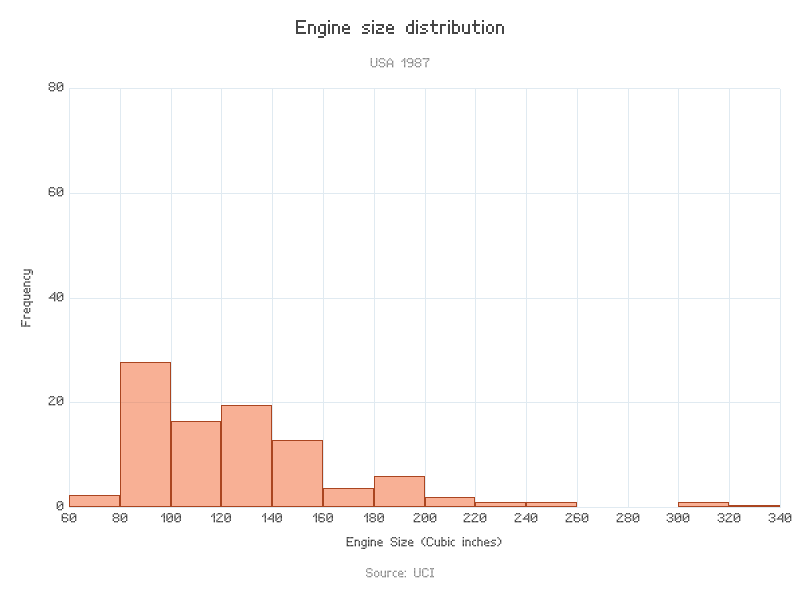 Engine size distribution
USA 1987
80
60
40
20
0
Frequency
60 80 100 120 140 160 180 200 220 240 260 280 300 320 340
Engine Size (Cubic inches)
Source: UCI